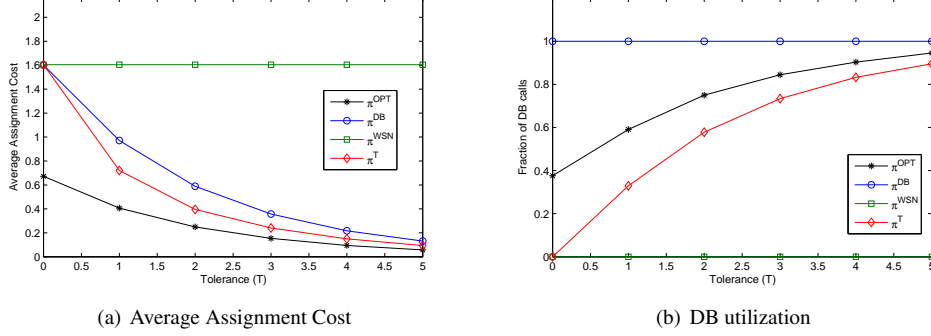 2
1.8
1.6
1.4
1.2
1
0.8
0.6
0.4
0.2
0
Average Assignment Cost
π^OPT
π^DB
π^WSN
π^T
0 0.5 1 1.5 2 2.5 3 3.5 4 4.5 5
Tolerance (T)
(a) Average Assignment Cost
1
0.8
0.6
0.4
0.2
0
Fraction of DB calls
π^OPT
π^DB
π^WSN
π^T
0 0.5 1 1.5 2 2.5 3 3.5 4 4.5 5
Tolerance (T)
(b) DB utilization